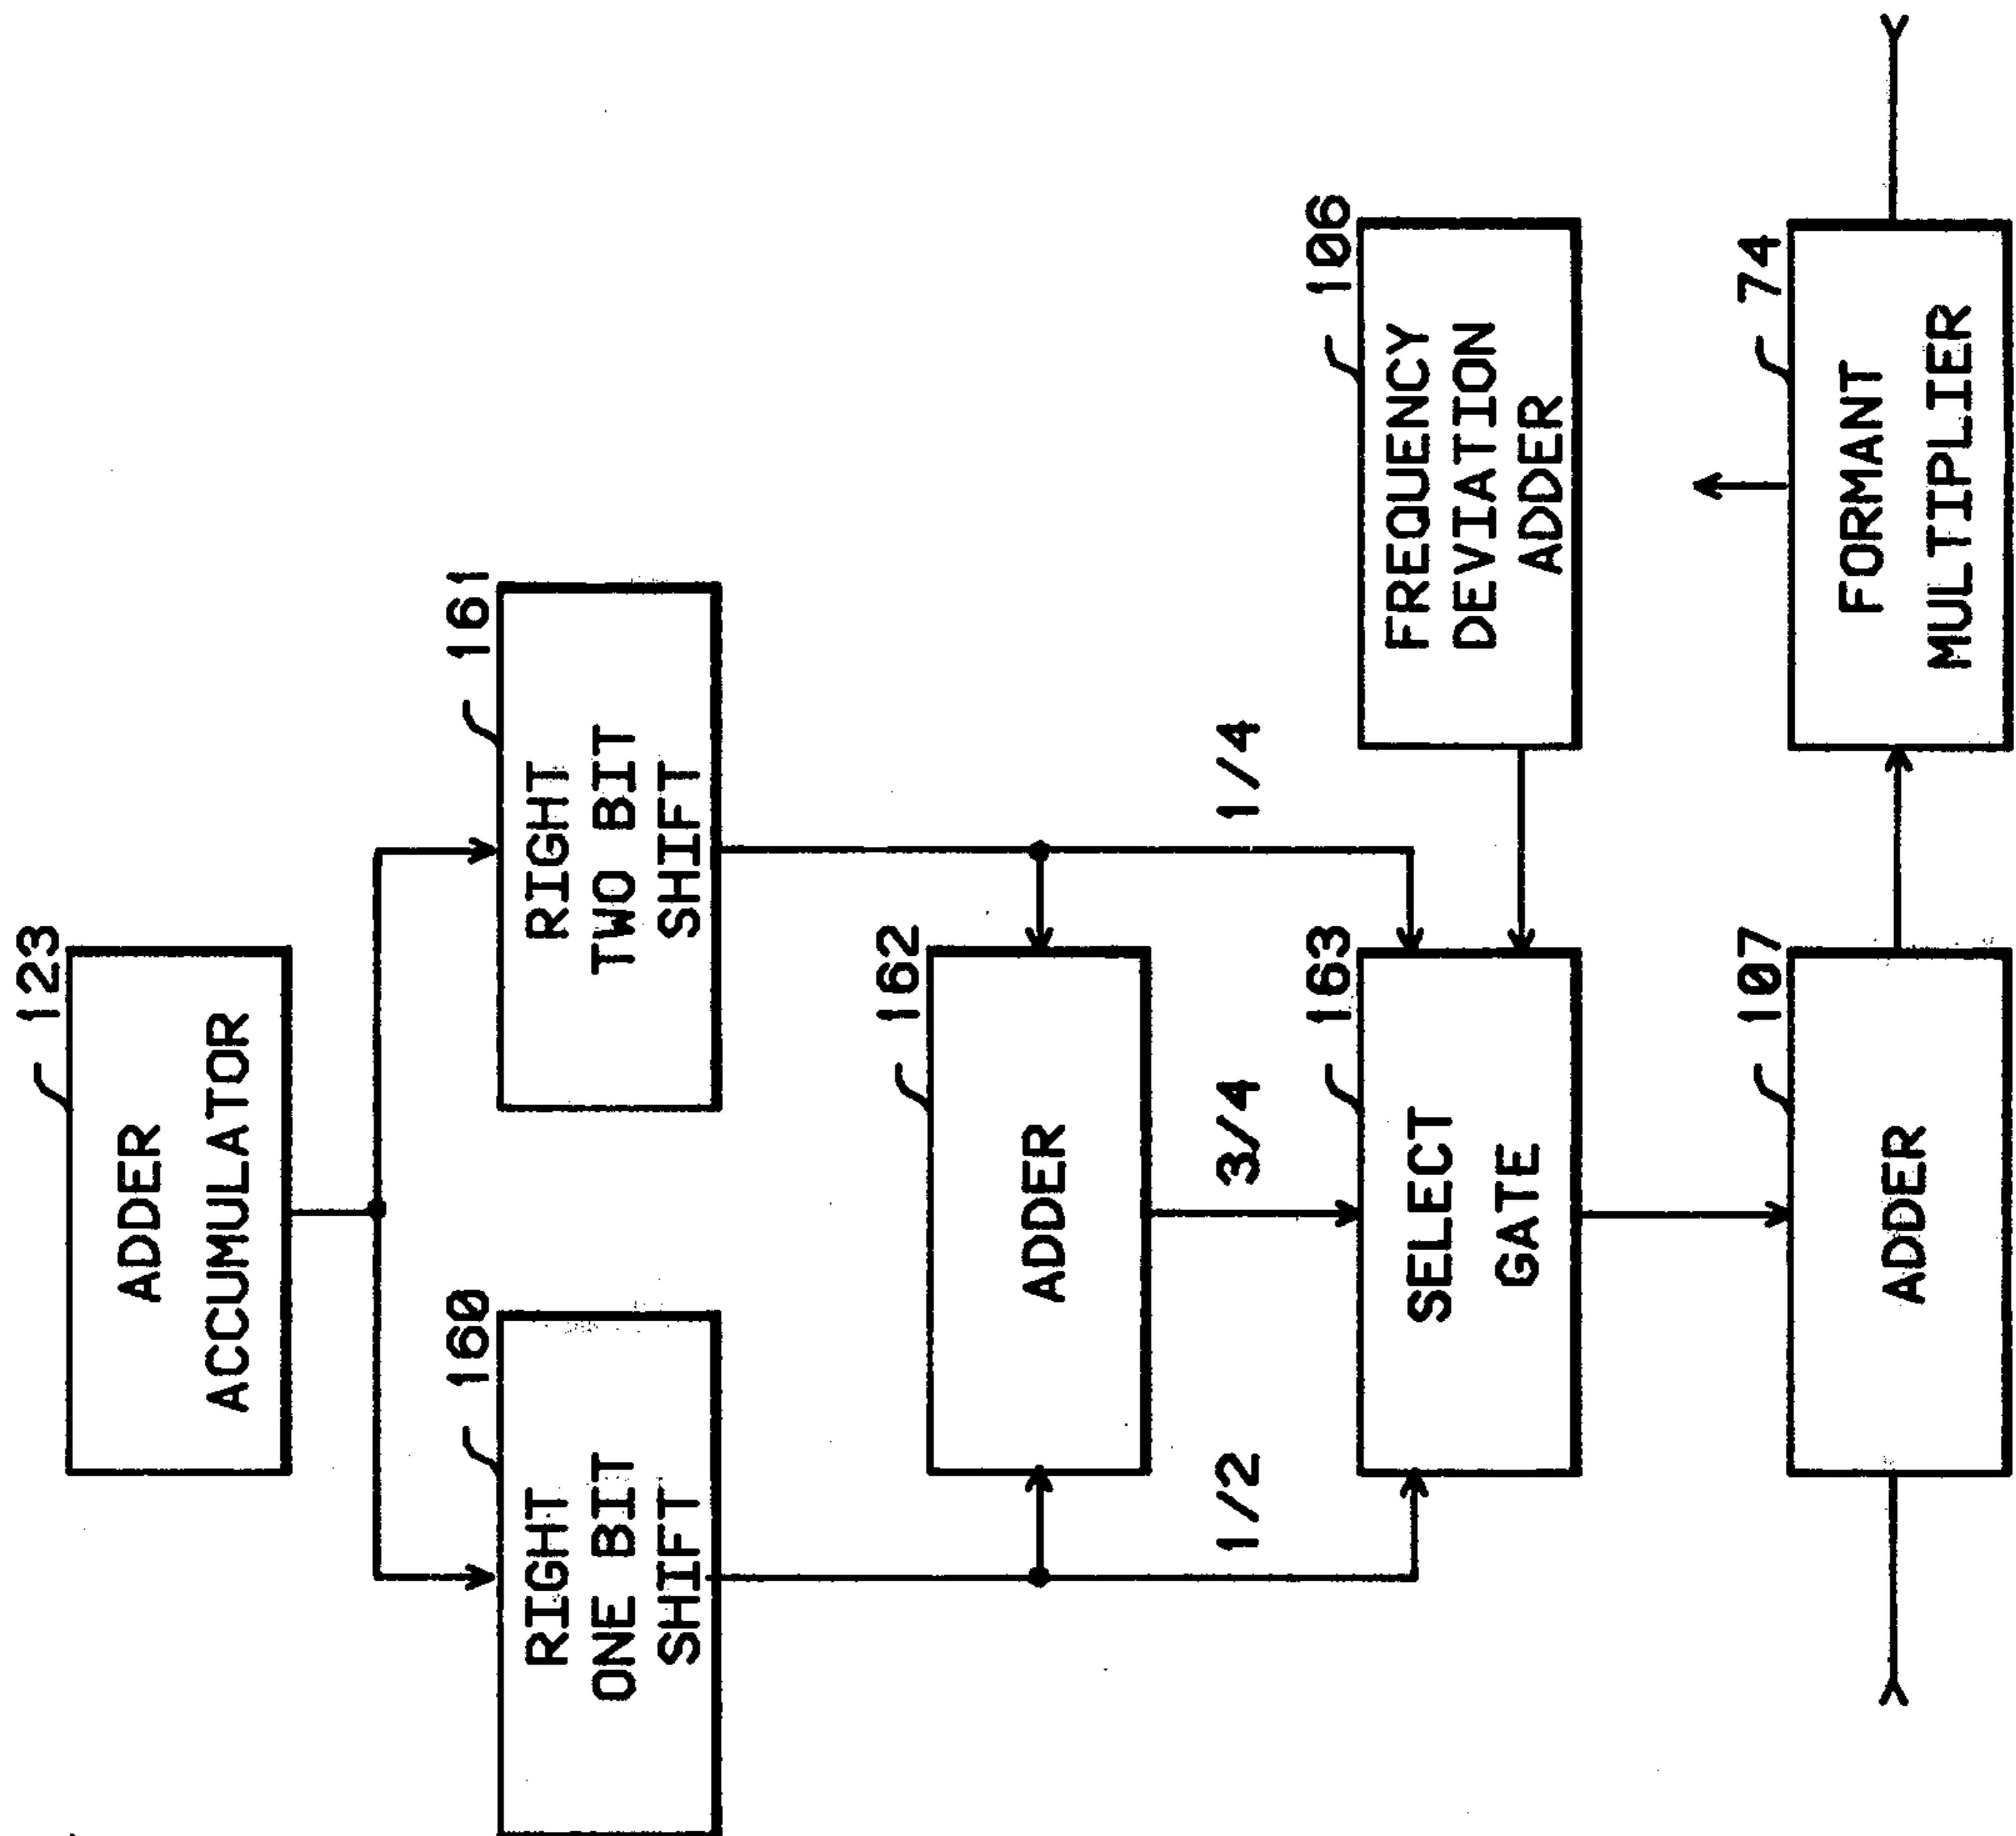 123
ADDER
ACCUMULATOR
160
RIGHT
ONE BIT
SHIFT
161
RIGHT
TWO BIT
SHIFT
162
ADDER
1/2
3/4
1/4
163
SELECT
GATE
106
FREQUENCY
DEVIATION
ADDER
107
ADDER
74
FORMANT
MULTIPLIER